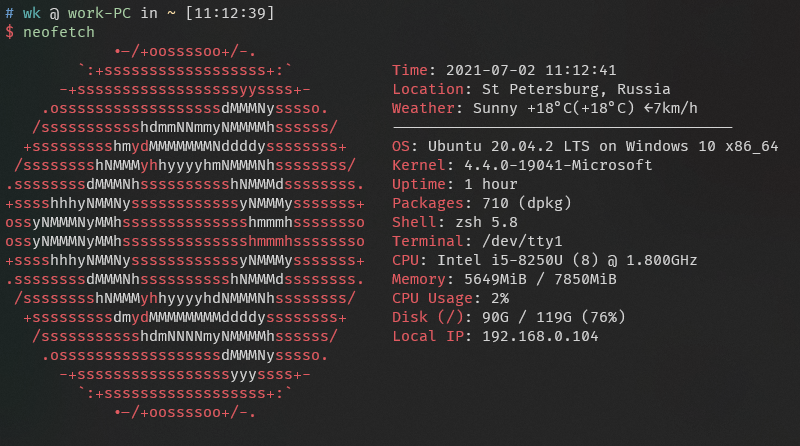 # wk @ work-PC in ~ [11:12:39]
$ neofetch
•—/+oossssoo+/-.
`:+ssssssssssssssssss+:`
-+ssssssssssssssssssyyssss+-
.ossssssssssssssssssdMMMNysssso.
/ssssssssssshdmmNNmmyNMMMMhssssss/
+ssssssssshmydMMMMMMMNddddyssssssss+
/sssssssshNMMMyhhyyyyhmNMMMNhssssssss/
.ssssssssdMMMNhsssssssssshNMMMdssssssss.
+sssshhhyNMMNyssssssssssssyNMMMysssssss+
ossyNMMMNyMMhsssssssssssssshmmmhssssssso
ossyNMMMNyMMhsssssssssssssshmmmhssssssso
+sssshhhyNMMNyssssssssssssyNMMMysssssss+
.ssssssssdMMMNhsssssssssshNMMMdssssssss.
/sssssssshNMMMyhhyyyyhdNMMMNhssssssss/
+sssssssssdmydMMMMMMMMddddyssssssss+
/ssssssssssshdmNNNNmyNMMMMhssssss/
.ossssssssssssssssssdMMMNysssso.
-+sssssssssssssssssyyyssss+-
`:+ssssssssssssssssss+:`
•—/+oossssoo+/-.
Time: 2021-07-02 11:12:41
Location: St Petersburg, Russia
Weather: Sunny +18°C(+18°C) ←7km/h
OS: Ubuntu 20.04.2 LTS on Windows 10 x86_64
Kernel: 4.4.0-19041-Microsoft
Uptime: 1 hour
Packages: 710 (dpkg)
Shell: zsh 5.8
Terminal: /dev/tty1
CPU: Intel i5-8250U (8) @ 1.800GHz
Memory: 5649MiB / 7850MiB
CPU Usage: 2%
Disk (/): 90G / 119G (76%)
Local IP: 192.168.0.104